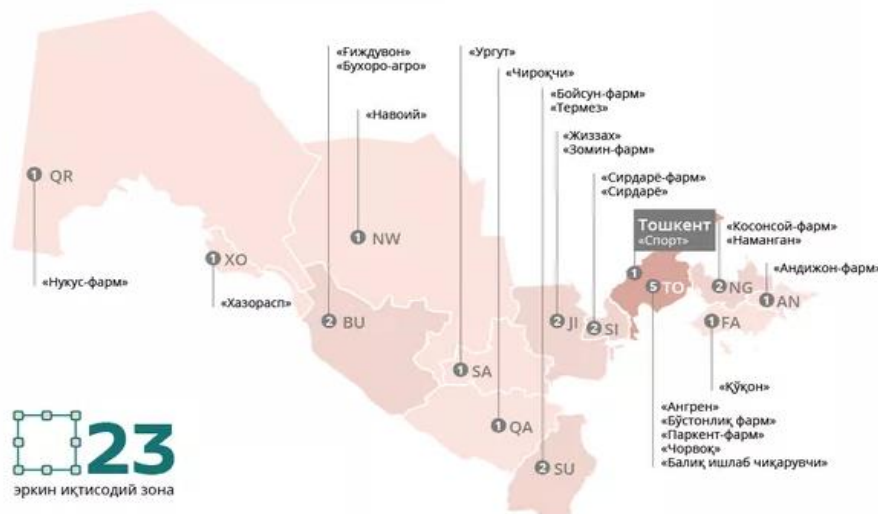 «Ғиждувон»
«Бухоро-агро»
«Ургут»
«Чироқчи»
«Бойсун-фарм»
«Термез»
«Навоий»
«Жиззах»
«Зомин-фарм»
«Сирдарё-фарм»
«Сирдарё»
1 QR
Тошкент
«Спорт»
«Косонсой-фарм»
«Наманган»
1 NW
1 XO
«Андижон-фарм»
«Нукус-фарм»
1
5 TO
2 NG
1 AN
«Хазорасп»
2 BU
2 JI
2 SI
1 FA
1 SA
«Қўқон»
«Ангрен»
«Бўстонлиқ фарм»
«Паркент-фарм»
«Чорвоқ»
«Балиқ ишлаб чиқарувчи»
1 QA
2 SU
23
эркин иқтисодий зона